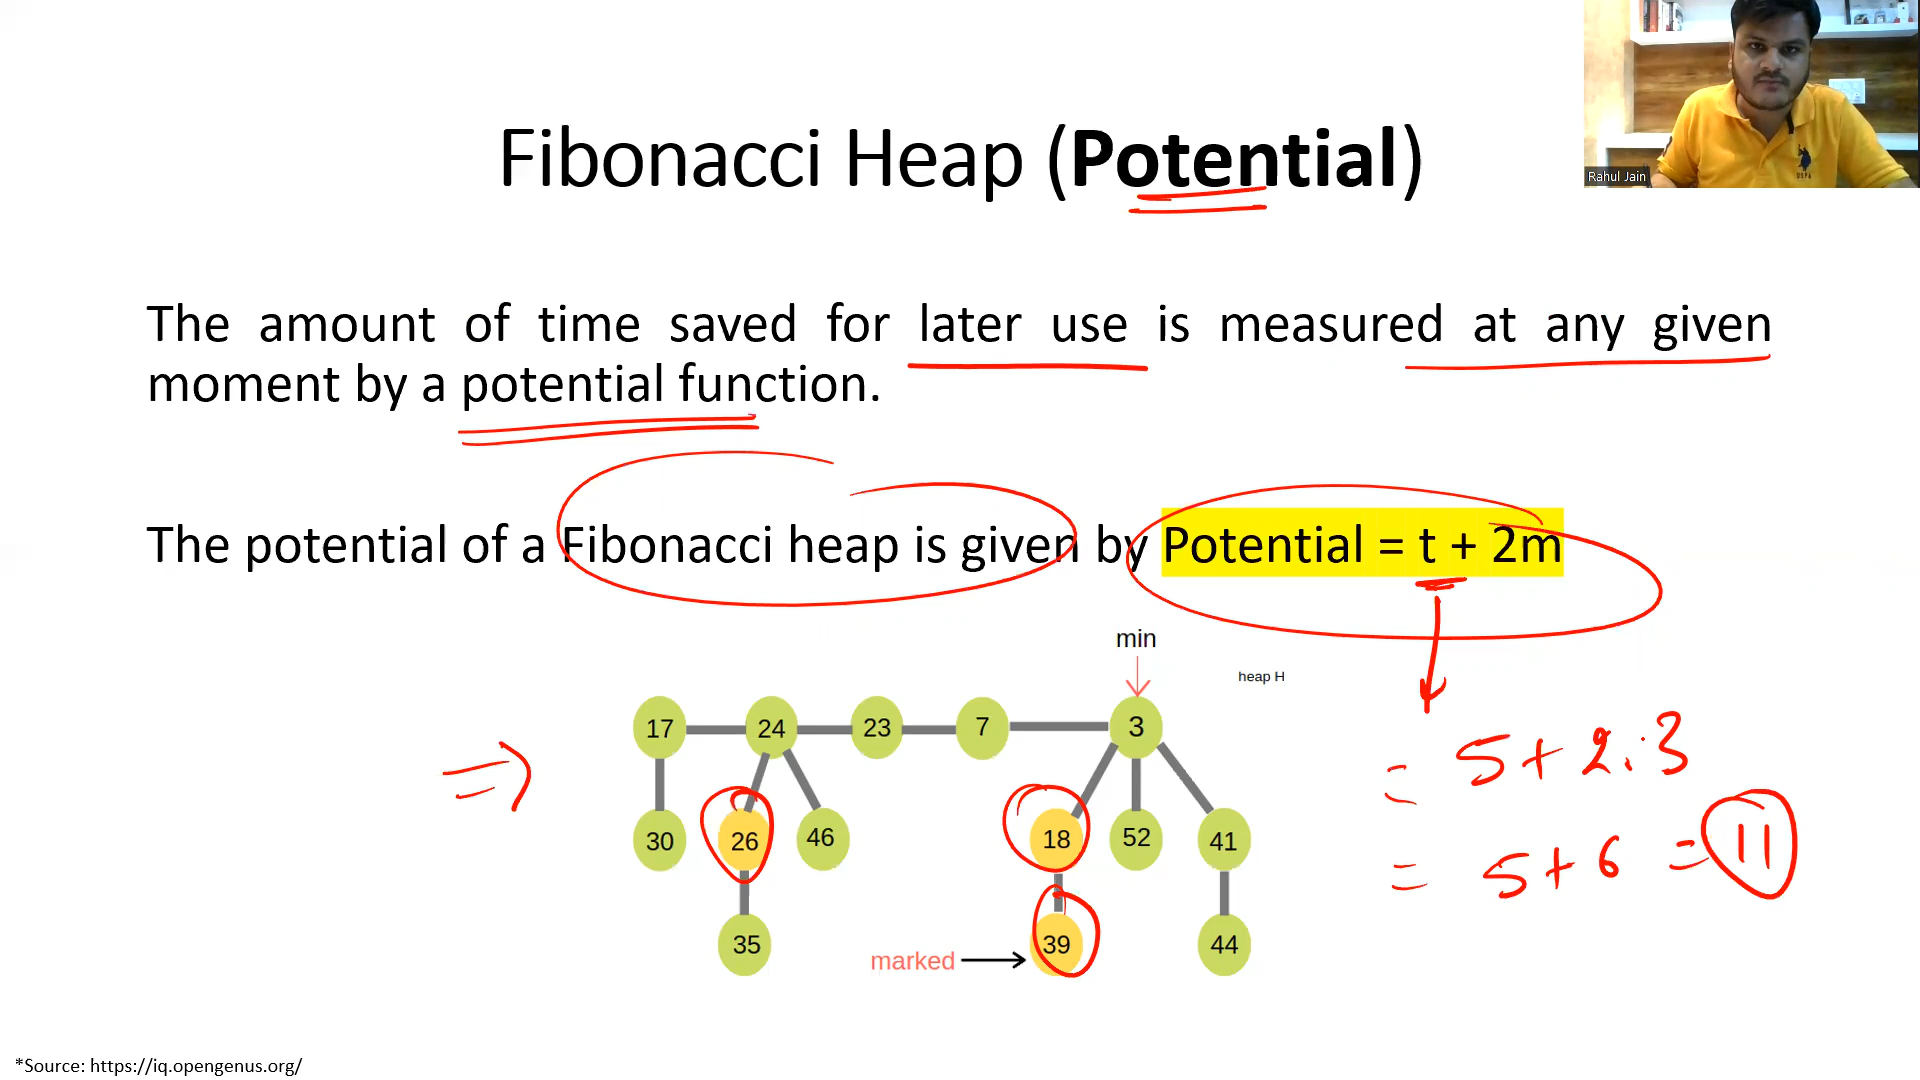 Rahul Jain
USPA
Fibonacci Heap (Potential)
The amount of time saved for later use is measured at any given
moment by a potential function.
The potential of a Fibonacci heap is given by Potential = t + 2m
min
heap H
17 24 23 7 3
= 5 + 2.3
30 26 46 18 52 41
= 5 + 6 = 11
35 39 44
marked
*Source: https://iq.opengenus.org/